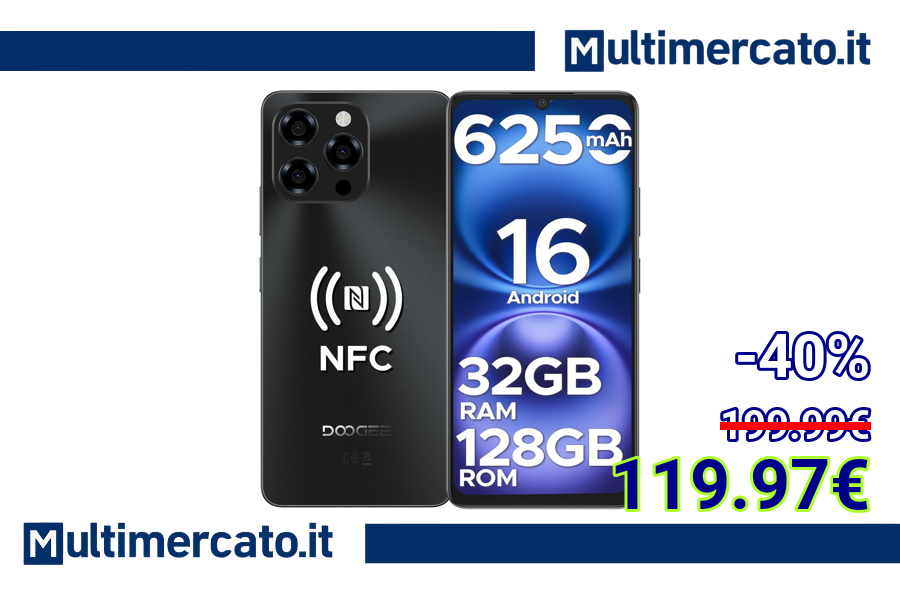 Multimercato.it
6250 mAh
16
Android
NFC
32GB
RAM
128GB
ROM
DOOGEE
CE
-40%
199.99€
119.97€
Multimercato.it